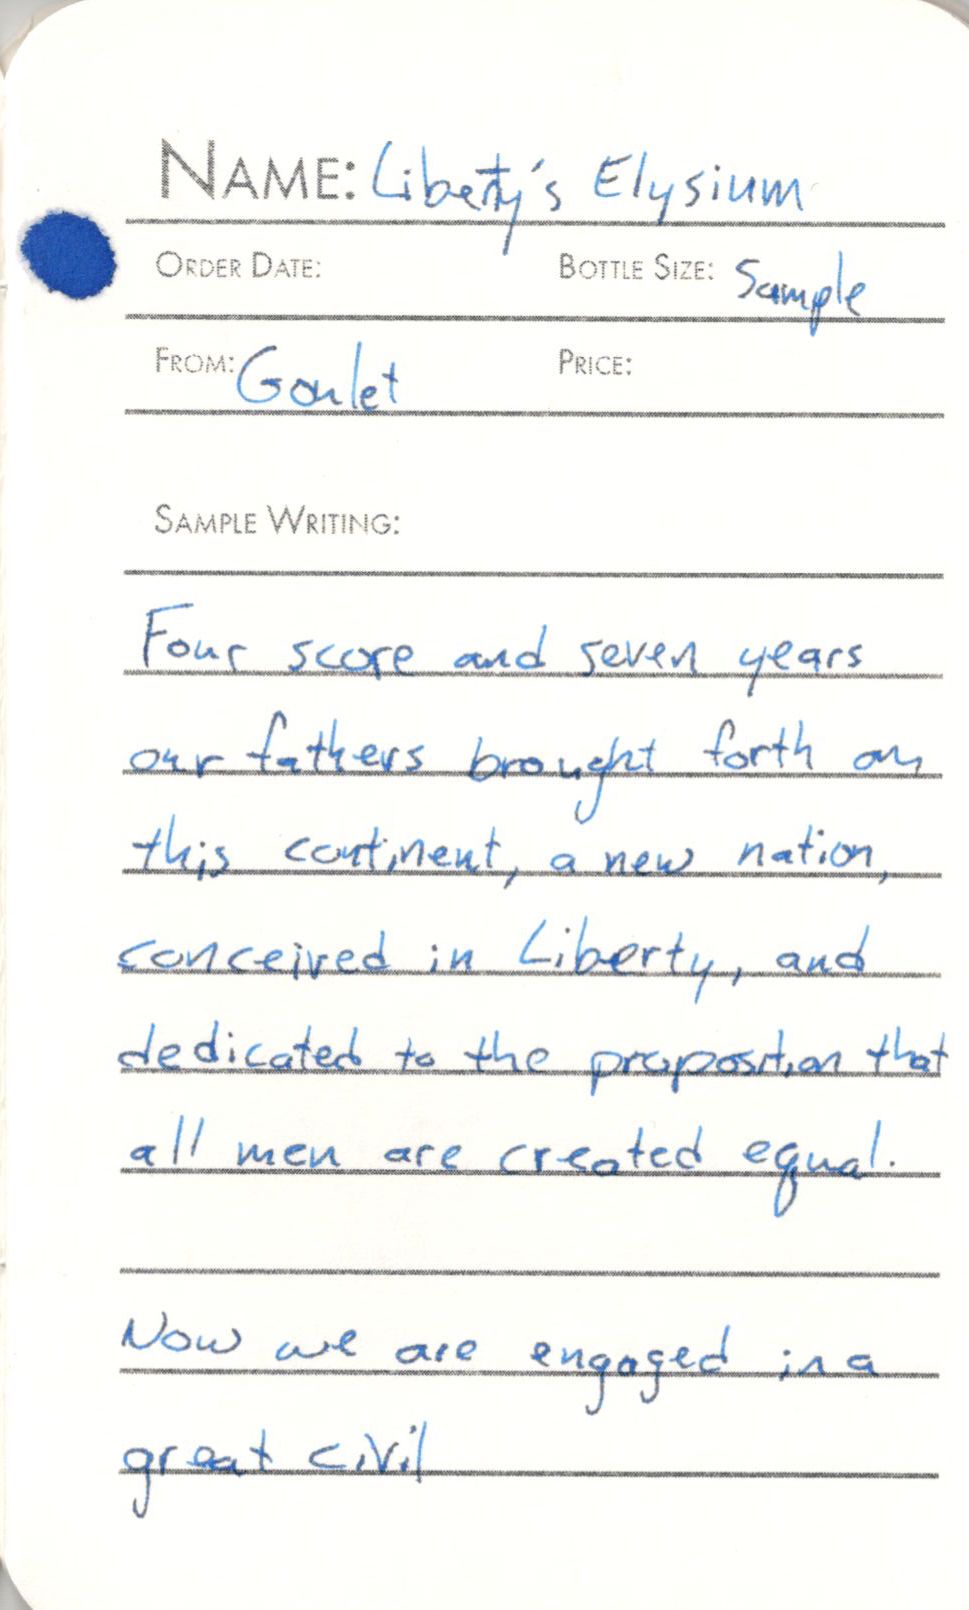 NAME: Liberty's Elysium
ORDER DATE: BOTTLE SIZE: Sample
FROM: Goulet PRICE:
SAMPLE WRITING:
Four score and seven years
our fathers brought forth on
this continent, a new nation,
conceived in Liberty, and
dedicated to the proposition that
all men are created equal.
Now we are engaged in a
great civil